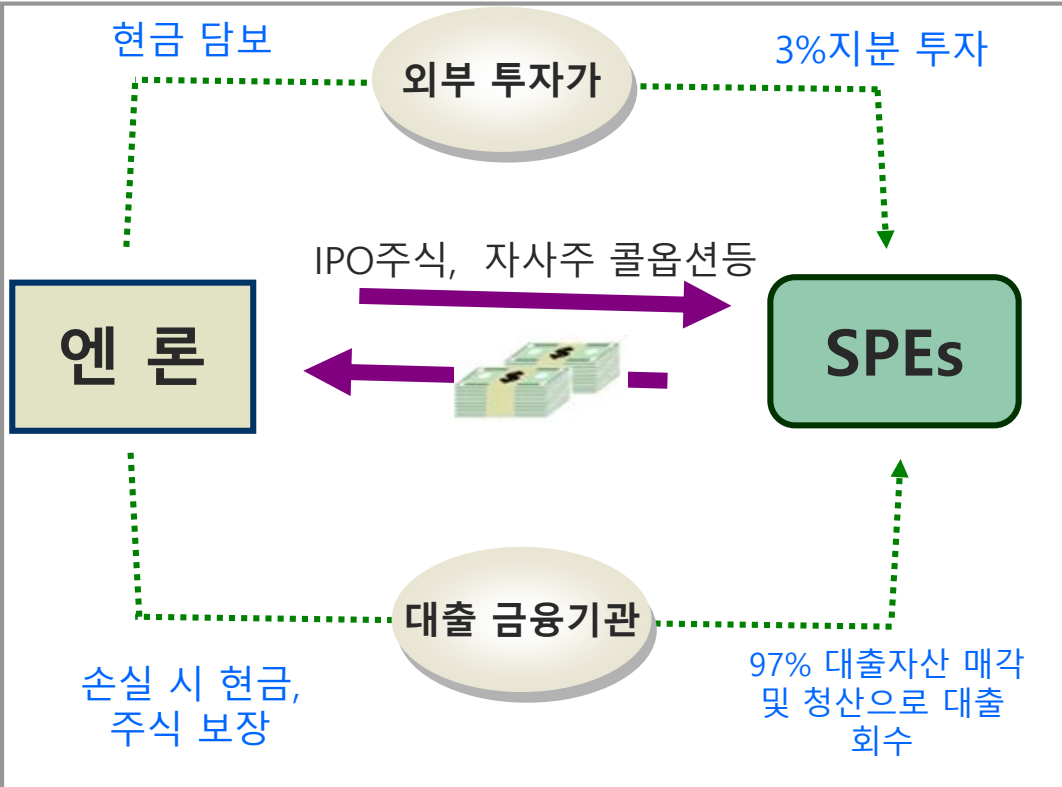 현금 담보
외부 투자가
3%지분 투자
IPO주식, 자사주 콜옵션등
엔 론
$
$
SPEs
대출 금융기관
손실 시 현금,
주식 보장
97% 대출자산 매각
및 청산으로 대출
회수